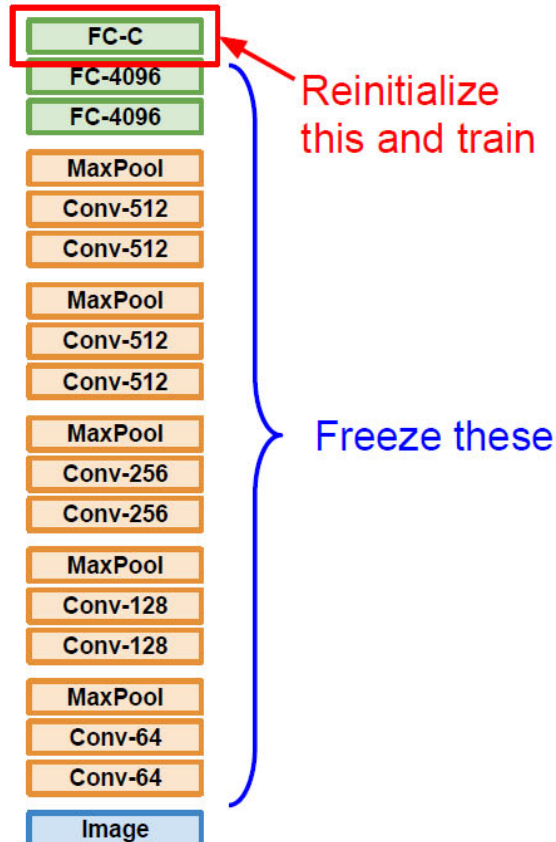 FC-C
FC-4096
FC-4096
Reinitialize
this and train
MaxPool
Conv-512
Conv-512
MaxPool
Conv-512
Conv-512
MaxPool
Conv-256
Conv-256
Freeze these
MaxPool
Conv-128
Conv-128
MaxPool
Conv-64
Conv-64
Image